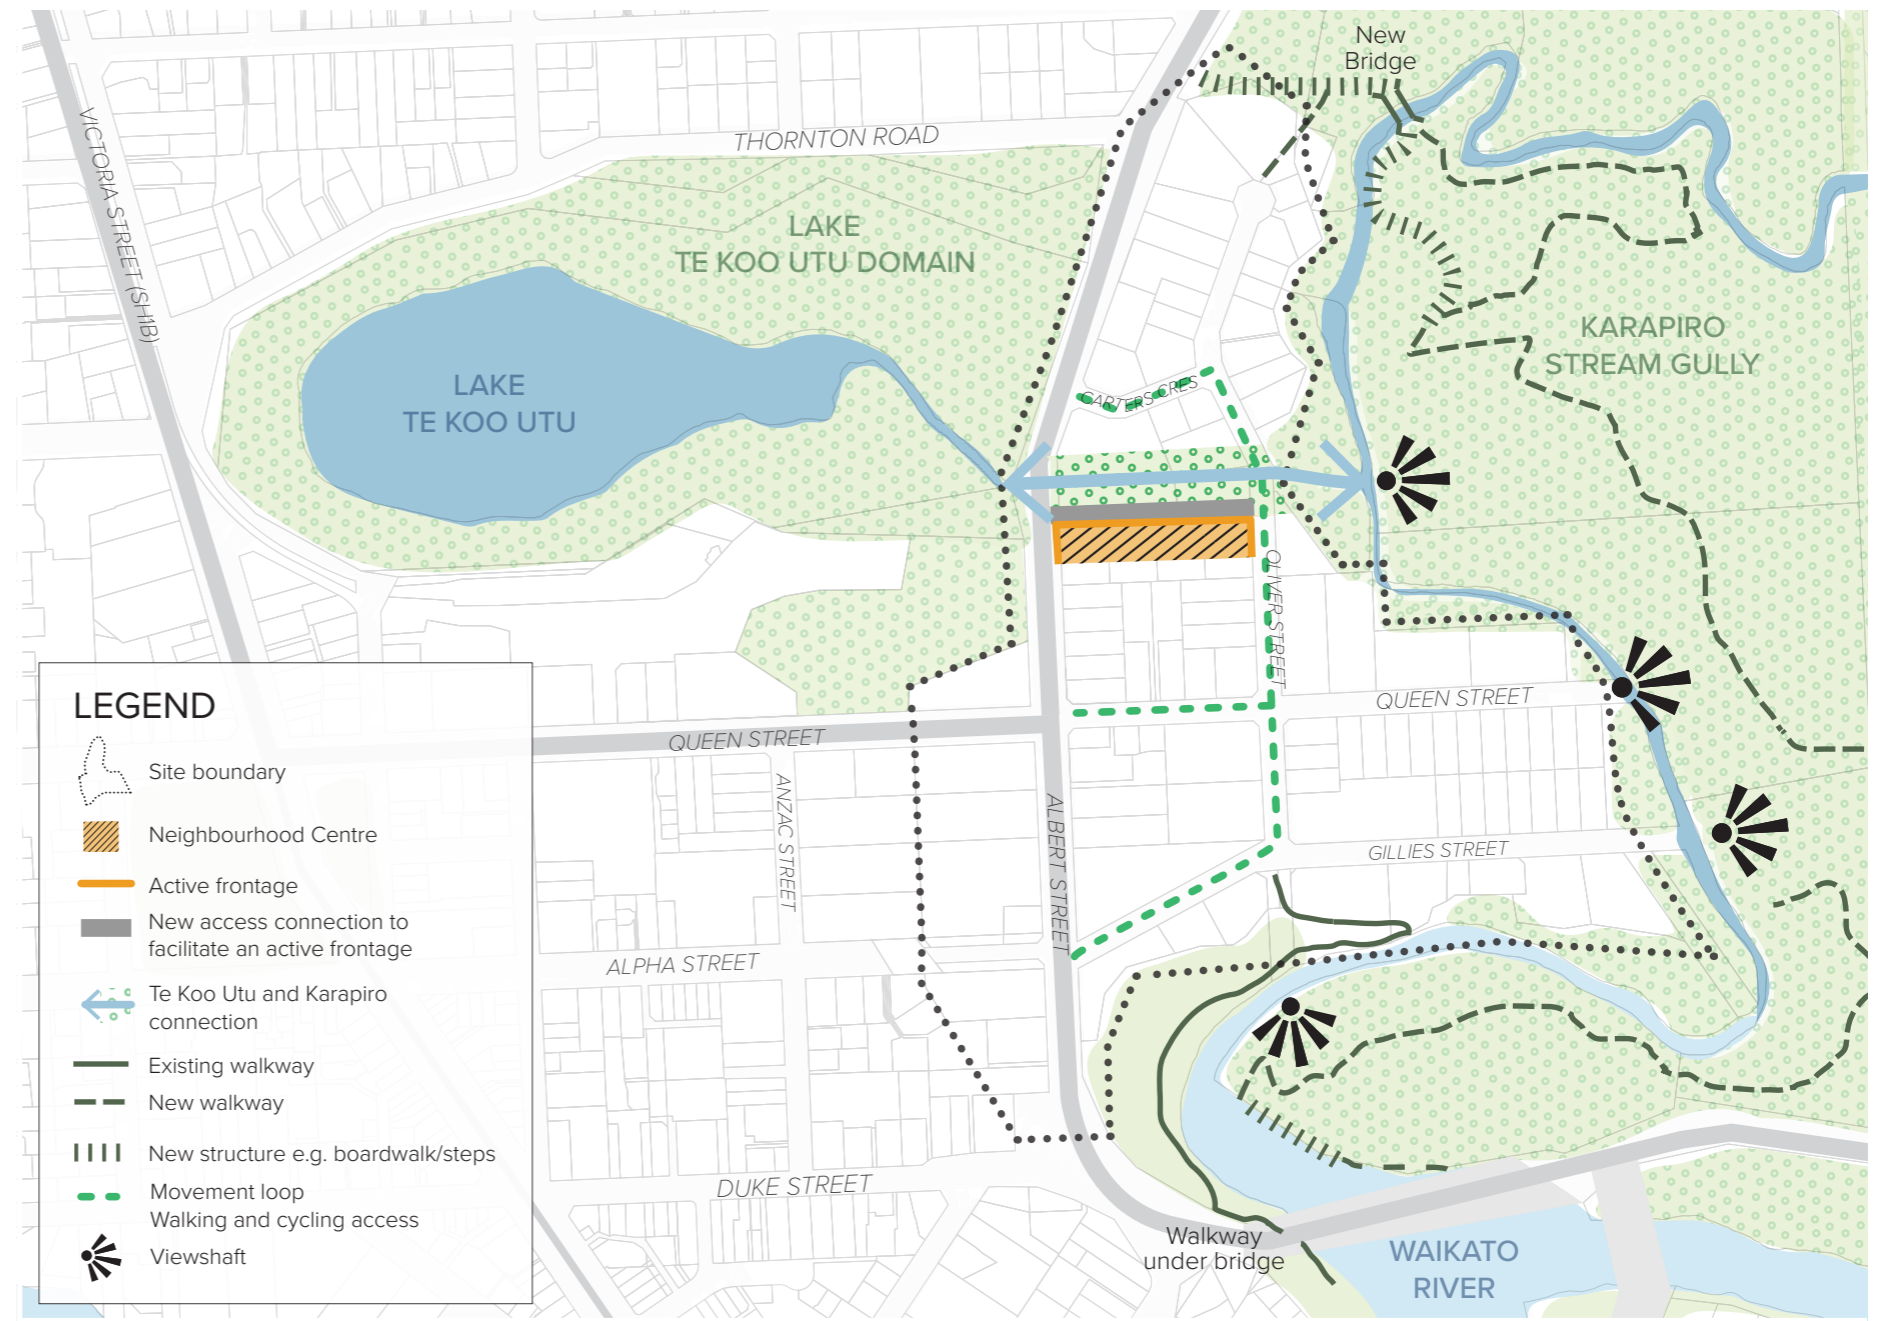 New
Bridge
THORNTON ROAD
VICTORIA STREET (SH1B)
LAKE
TE KOO UTU DOMAIN
KARAPIRO
STREAM GULLY
LAKE
TE KOO UTU
CARTERS CRES
OLIVER STREET
QUEEN STREET
QUEEN STREET
ANZAC STREET
ALBERT STREET
GILLIES STREET
ALPHA STREET
DUKE STREET
Walkway
under bridge
WAIKATO
RIVER
LEGEND
Site boundary
Neighbourhood Centre
Active frontage
New access connection to
facilitate an active frontage
Te Koo Utu and Karapiro
connection
Existing walkway
New walkway
New structure e.g. boardwalk/steps
Movement loop
Walking and cycling access
Viewshaft